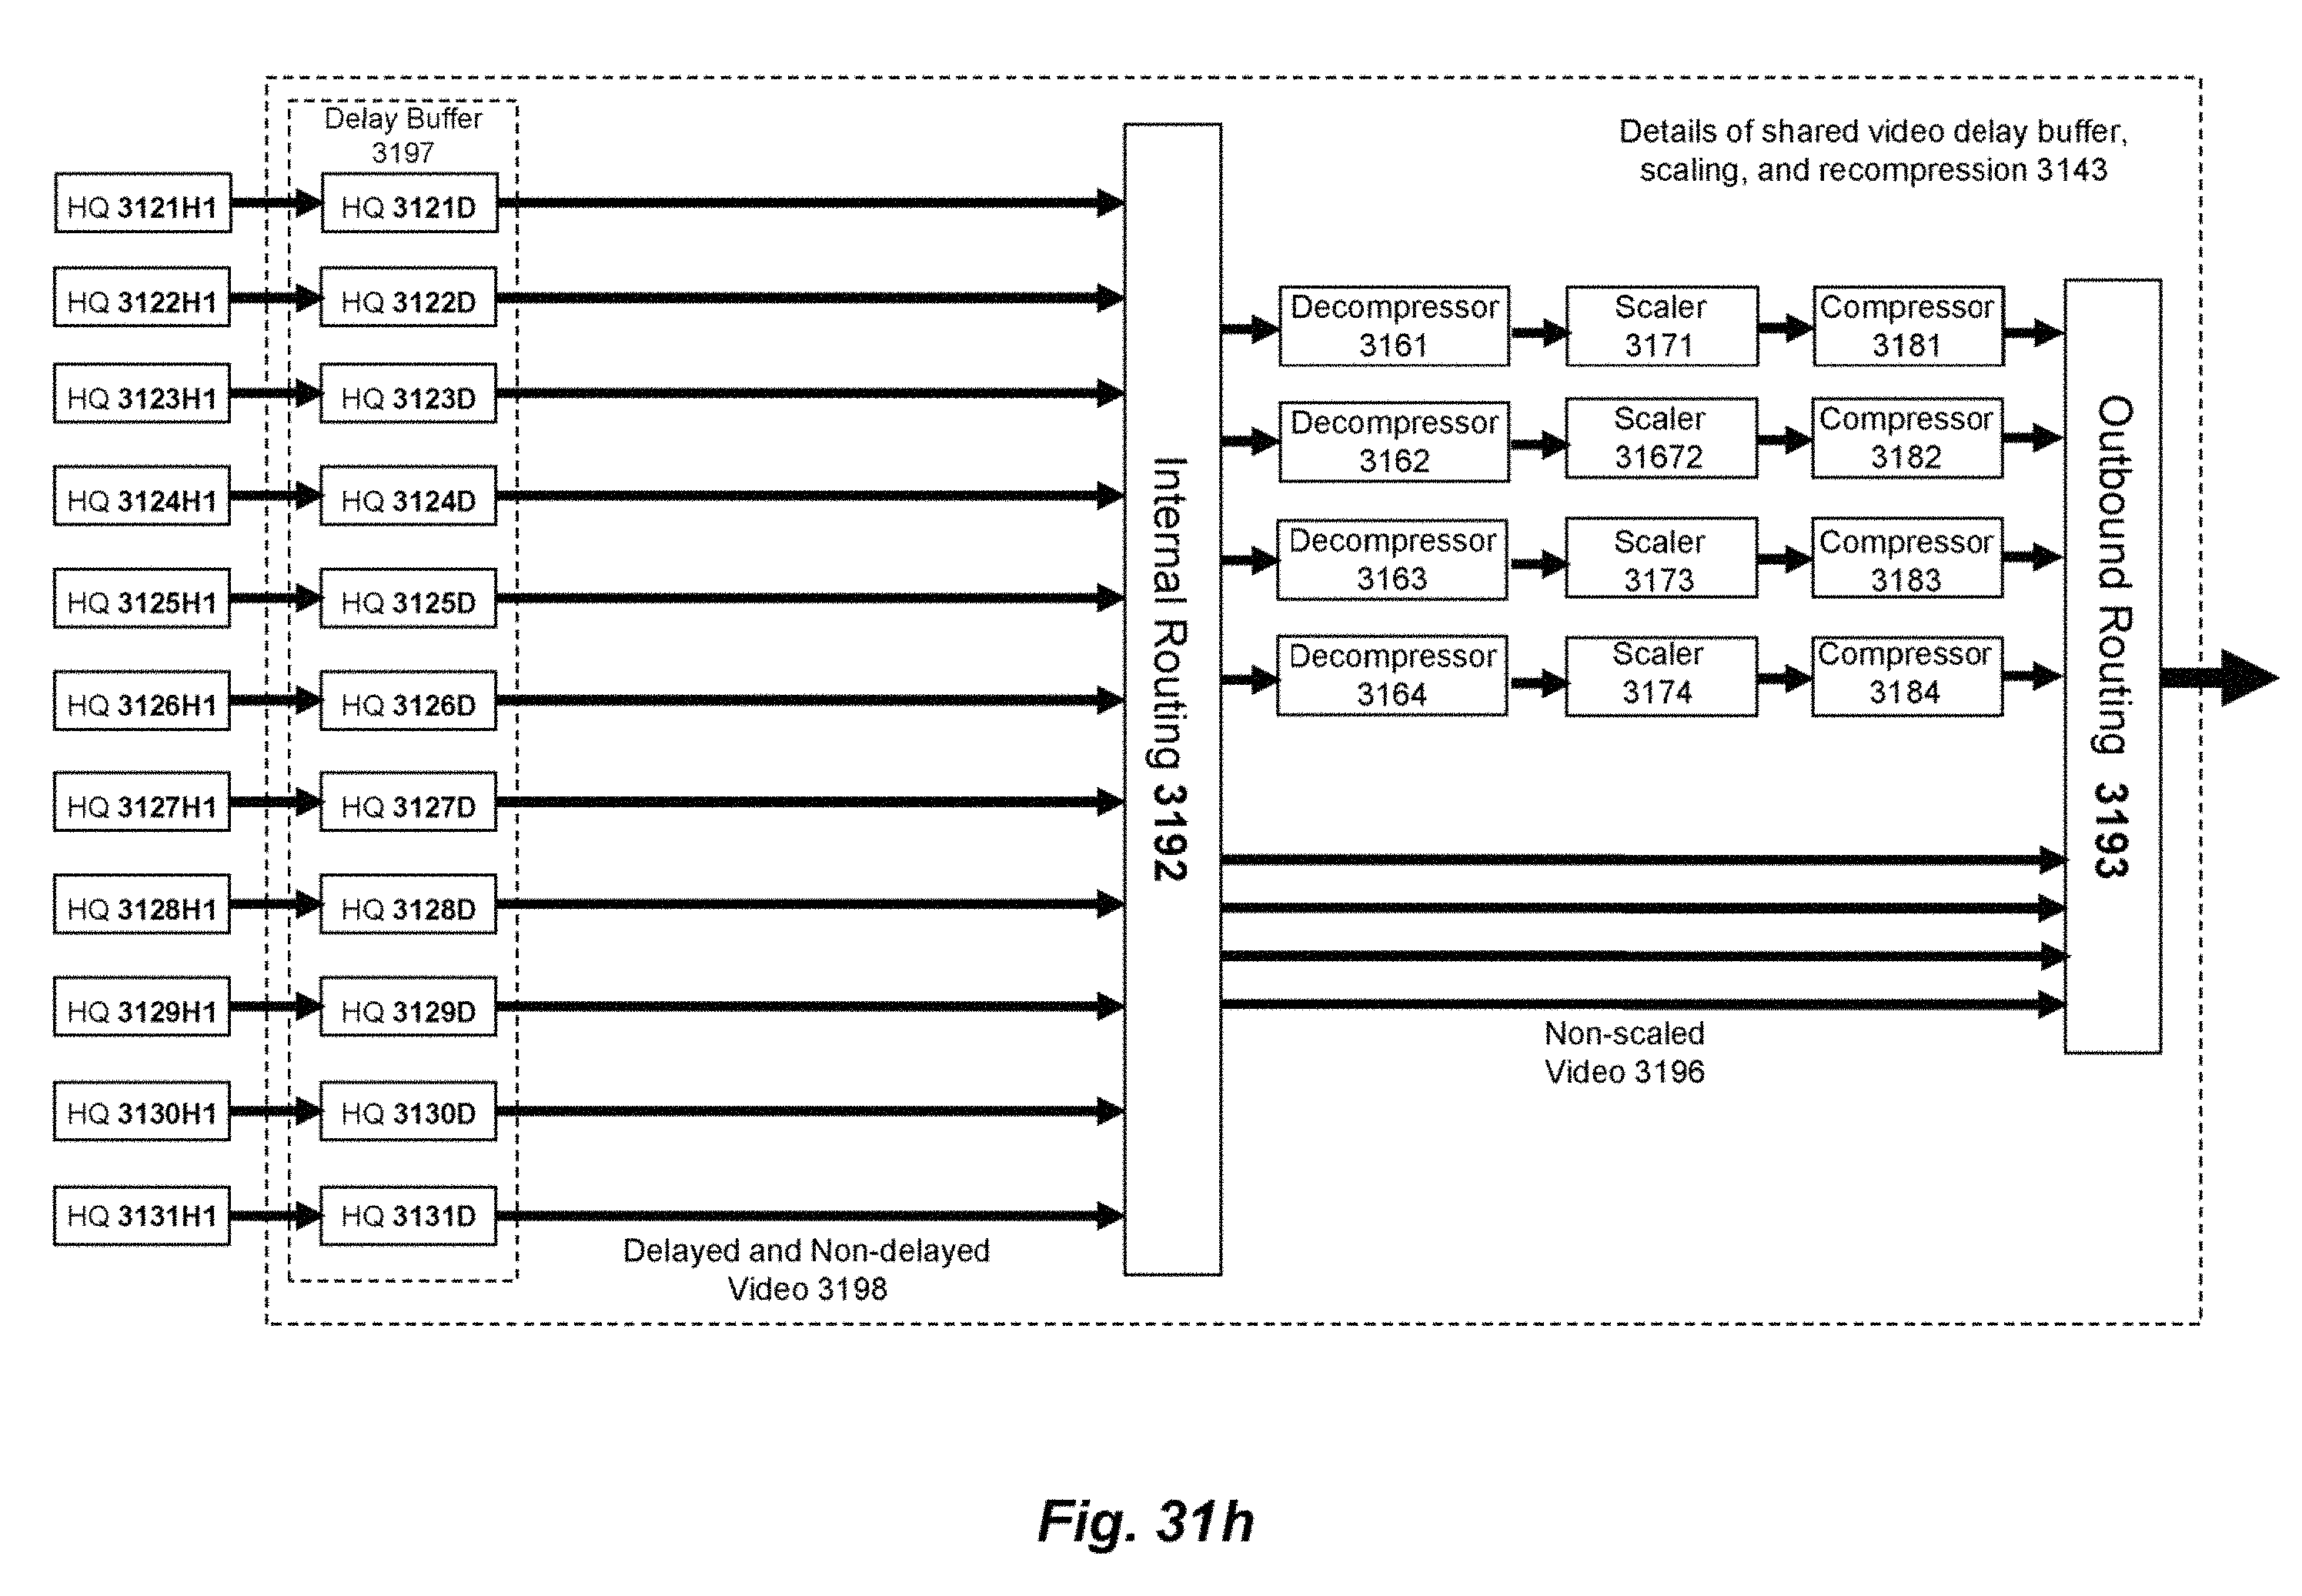 Delay Buffer
3197
Details of shared video delay buffer,
scaling, and recompression 3143
HQ 3121H1
HQ 3121D
HQ 3122H1
HQ 3122D
HQ 3123H1
HQ 3123D
HQ 3124H1
HQ 3124D
HQ 3125H1
HQ 3125D
HQ 3126H1
HQ 3126D
HQ 3127H1
HQ 3127D
HQ 3128H1
HQ 3128D
HQ 3129H1
HQ 3129D
HQ 3130H1
HQ 3130D
HQ 3131H1
HQ 3131D
Delayed and Non-delayed
Video 3198
Internal Routing 3192
Decompressor
3161
Scaler
3171
Compressor
3181
Decompressor
3162
Scaler
31672
Compressor
3182
Decompressor
3163
Scaler
3173
Compressor
3183
Decompressor
3164
Scaler
3174
Compressor
3184
Non-scaled
Video 3196
Outbound Routing 3193
Fig. 31h